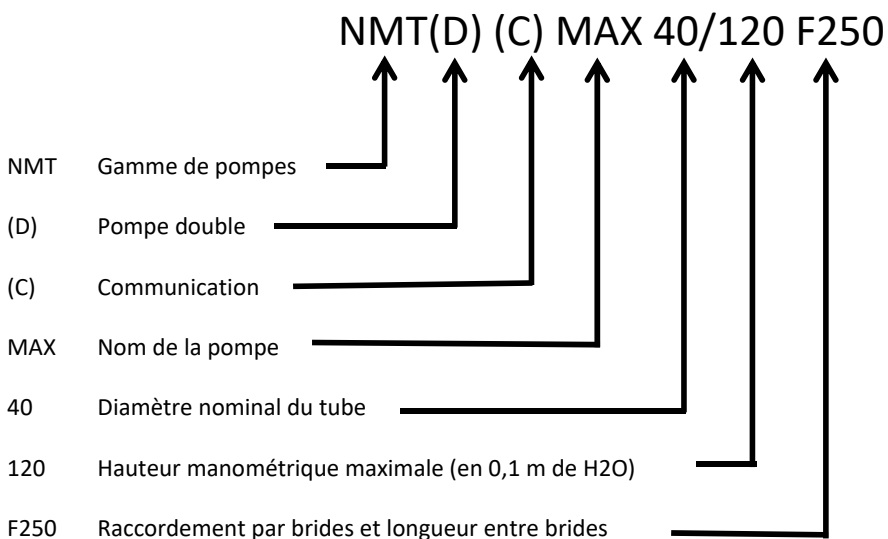 NMT(D) (C) MAX 40/120 F250
NMT Gamme de pompes
(D) Pompe double
(C) Communication
MAX Nom de la pompe
40 Diamètre nominal du tube
120 Hauteur manométrique maximale (en 0,1 m de H2O)
F250 Raccordement par brides et longueur entre brides